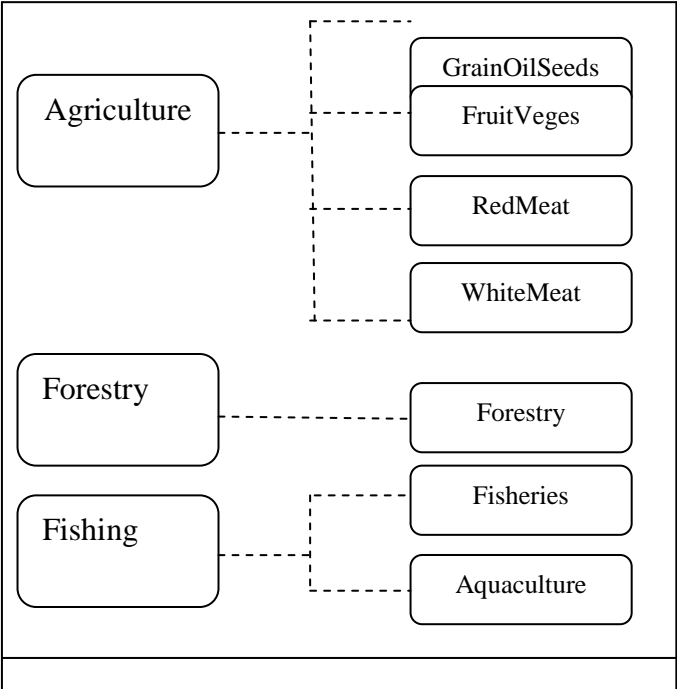 Agriculture
GrainOilSeeds
FruitVeges
RedMeat
WhiteMeat
Forestry
Forestry
Fishing
Fisheries
Aquaculture